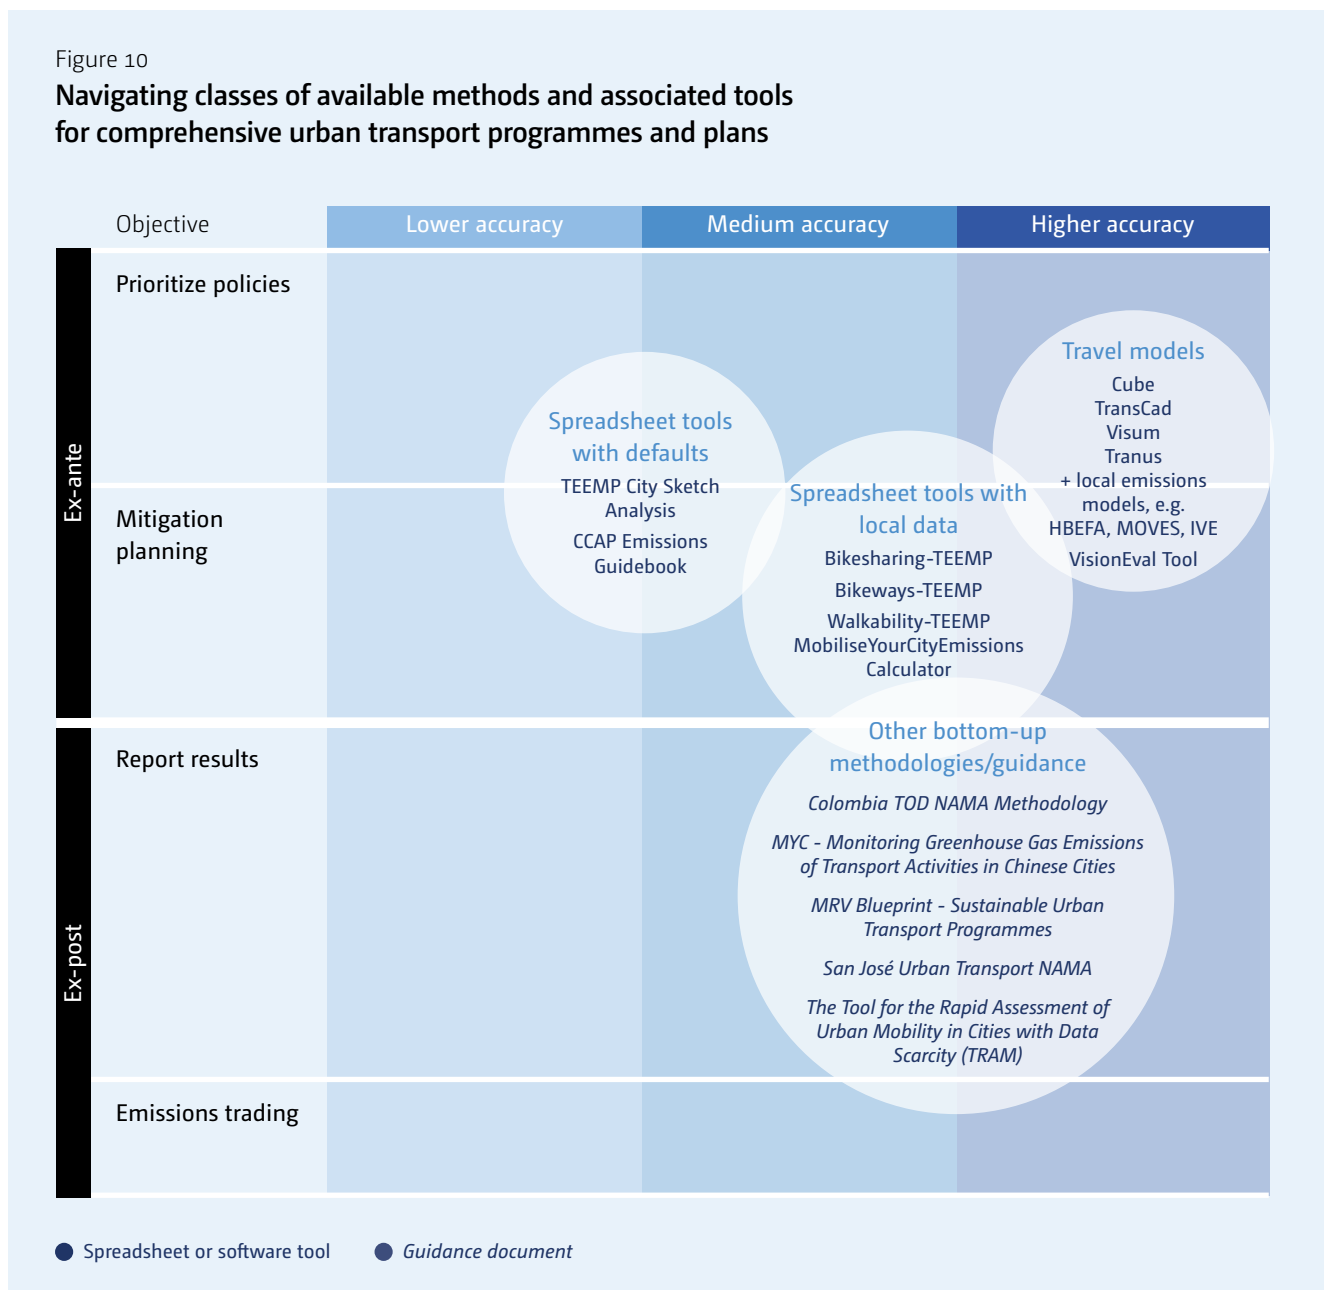 Figure 10
Navigating classes of available methods and associated tools
for comprehensive urban transport programmes and plans
Objective
Lower accuracy
Medium accuracy
Higher accuracy
Ex-ante
Prioritize policies
Travel models
Cube
TransCad
Visum
Tranus
+ local emissions
models, e.g.
HBEFA, MOVES, IVE
VisionEval Tool
Spreadsheet tools
with defaults
TEEMP City Sketch
Analysis
CCAP Emissions
Guidebook
Mitigation
planning
Spreadsheet tools with
local data
Bikesharing-TEEMP
Bikeways-TEEMP
Walkability-TEEMP
MobiliseYourCityEmissions
Calculator
Ex-post
Report results
Other bottom-up
methodologies/guidance
Colombia TOD NAMA Methodology
MYC - Monitoring Greenhouse Gas Emissions
of Transport Activities in Chinese Cities
MRV Blueprint - Sustainable Urban
Transport Programmes
San José Urban Transport NAMA
The Tool for the Rapid Assessment of
Urban Mobility in Cities with Data
Scarcity (TRAM)
Emissions trading
Spreadsheet or software tool
Guidance document